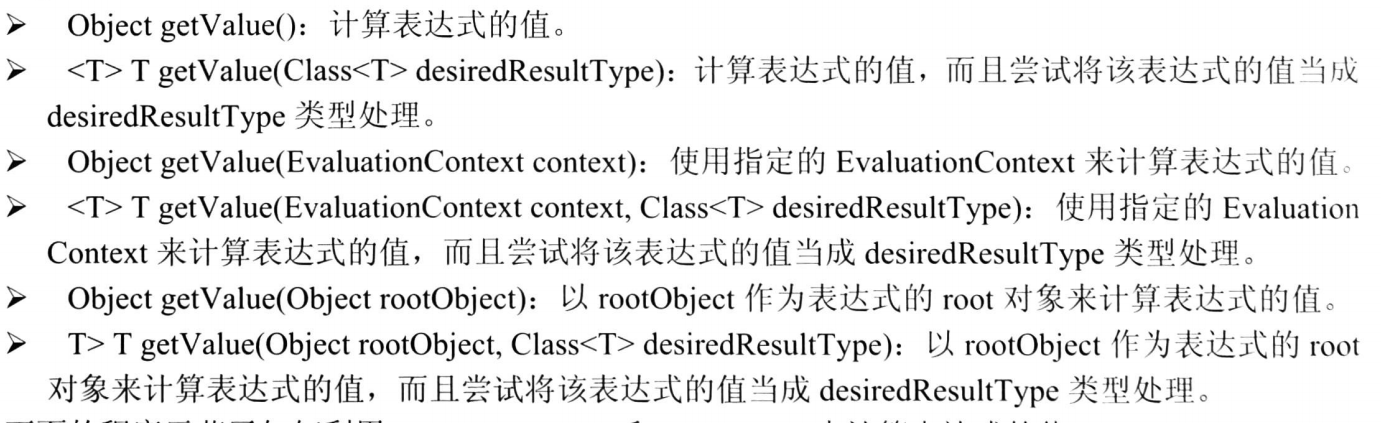 ➢ Object getValue()：计算表达式的值。
➢ <T> T getValue(Class<T> desiredResultType)：计算表达式的值，而且尝试将该表达式的值当成
desiredResultType 类型处理。
➢ Object getValue(EvaluationContext context)：使用指定的 EvaluationContext 来计算表达式的值。
➢ <T> T getValue(EvaluationContext context, Class<T> desiredResultType)：使用指定的 Evaluation
Context 来计算表达式的值，而且尝试将该表达式的值当成 desiredResultType 类型处理。
➢ Object getValue(Object rootObject)：以 rootObject 作为表达式的 root 对象来计算表达式的值。
➢ T> T getValue(Object rootObject, Class<T> desiredResultType)：以 rootObject 作为表达式的 root
对象来计算表达式的值，而且尝试将该表达式的值当成 desiredResultType 类型处理。